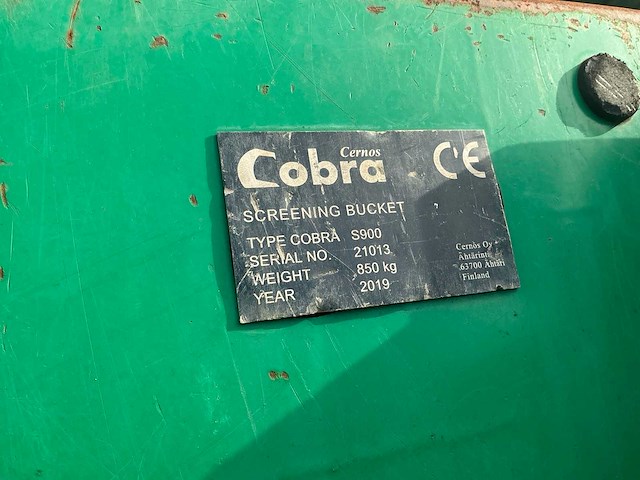 Cernos
Cobra
CE
SCREENING BUCKET
TYPE COBRA S900
SERIAL NO. 21013
WEIGHT 850 kg
YEAR 2019
Cernos Oy
Ähtärintie
63700 Ähtäri
Finland